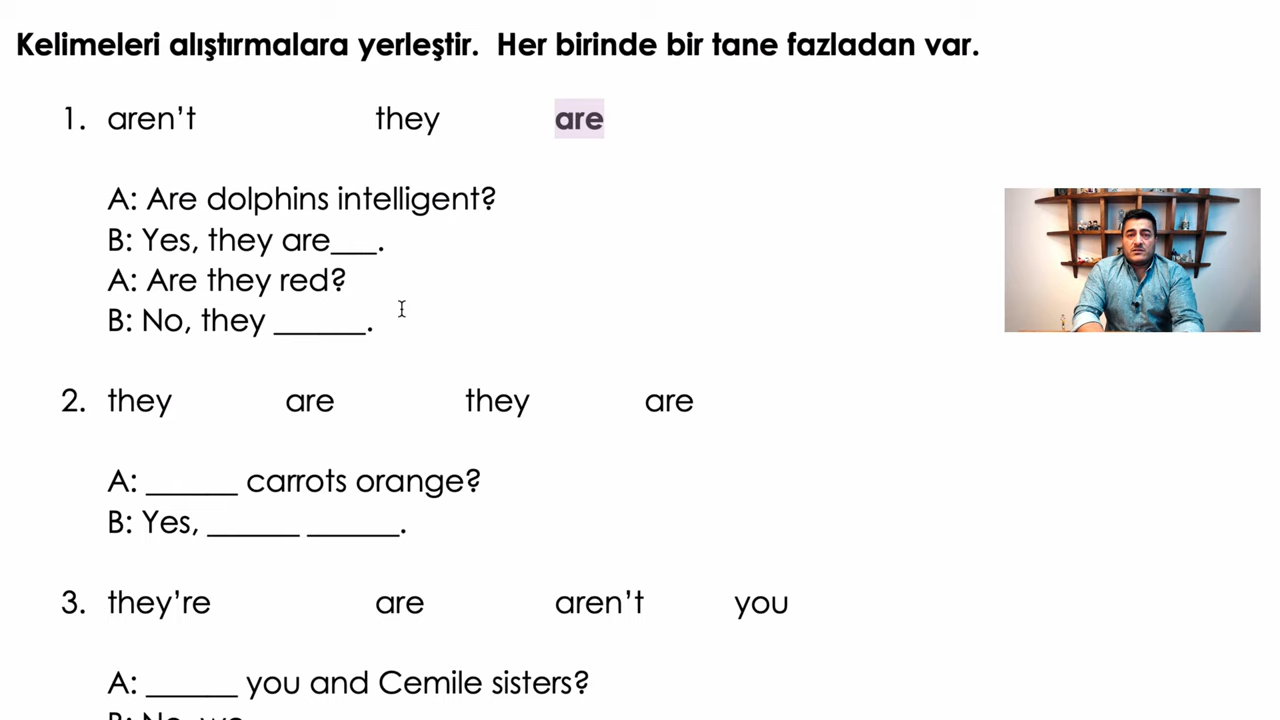 Kelimeleri alıştırmalara yerleştir. Her birinde bir tane fazladan var.
1. aren't they are
A: Are dolphins intelligent?
B: Yes, they are___.
A: Are they red?
B: No, they ______.
2. they are they are
A: ______ carrots orange?
B: Yes, ______ ______.
3. they're are aren't you
A: ______ you and Cemile sisters?
B: No, we